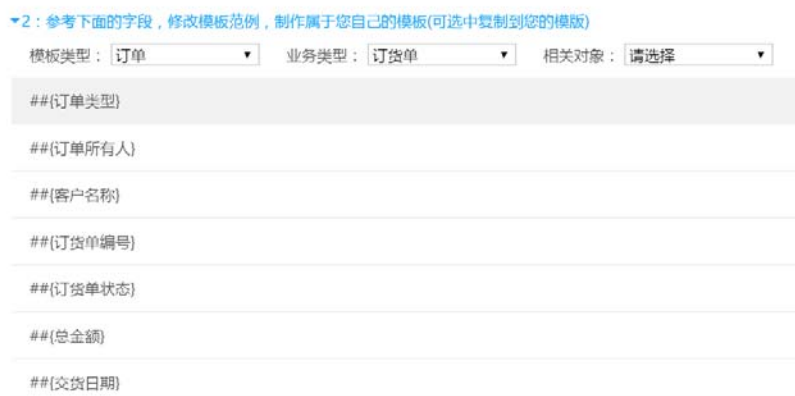 2：参考下面的字段，修改模板范例，制作属于您自己的模板(可选中复制到您的模版)
模板类型： 订单 业务类型： 订货单 相关对象： 请选择
##{订单类型}
##{订单所有人}
##{客户名称}
##{订货单编号}
##{订货单状态}
##{总金额}
##{交货日期}